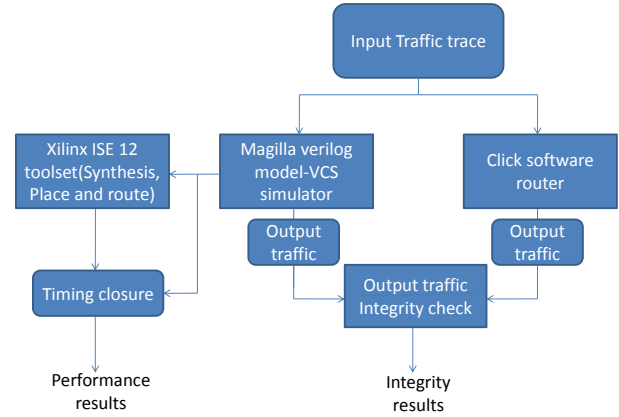 Input Traffic trace
Xilinx ISE 12
toolset(Synthesis,
Place and route)
Magilla verilog
model-VCS
simulator
Click software
router
Output
traffic
Output
traffic
Timing closure
Output traffic
Integrity check
Performance
results
Integrity
results